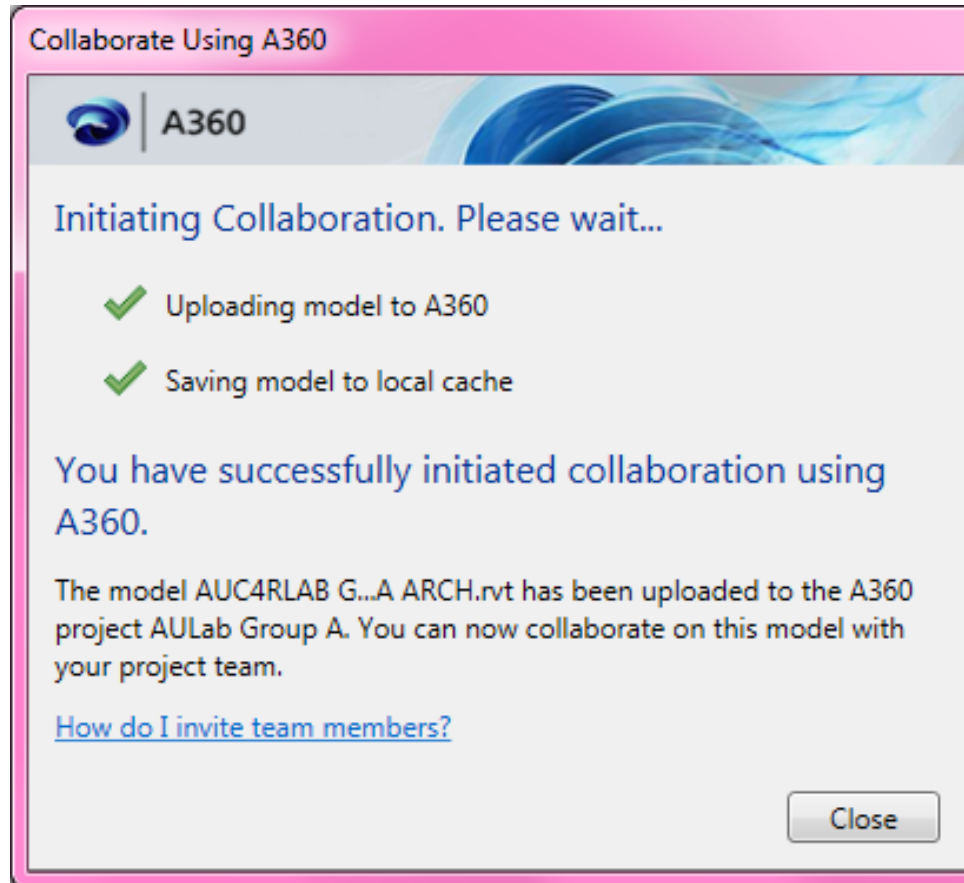 Collaborate Using A360
A360
Initiating Collaboration. Please wait...
Uploading model to A360
Saving model to local cache
You have successfully initiated collaboration using
A360.
The model AUC4RLAB G...A ARCH.rvt has been uploaded to the A360
project AULab Group A. You can now collaborate on this model with
your project team.
How do I invite team members?
Close